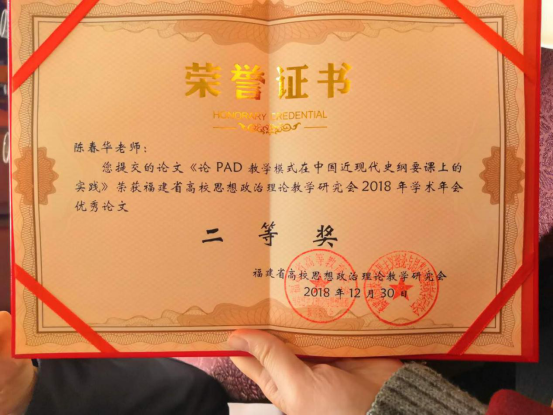 荣誉证书
HONORARY CREDENTIAL
陈春华老师：
您提交的论文《论PAD教学模式在中国近现代史纲要课上的
实践》荣获福建省高校思想政治理论教学研究会2018年学术年会
优秀论文
二等奖
福建省高校思想政治理论教学研究会
2018年12月30日